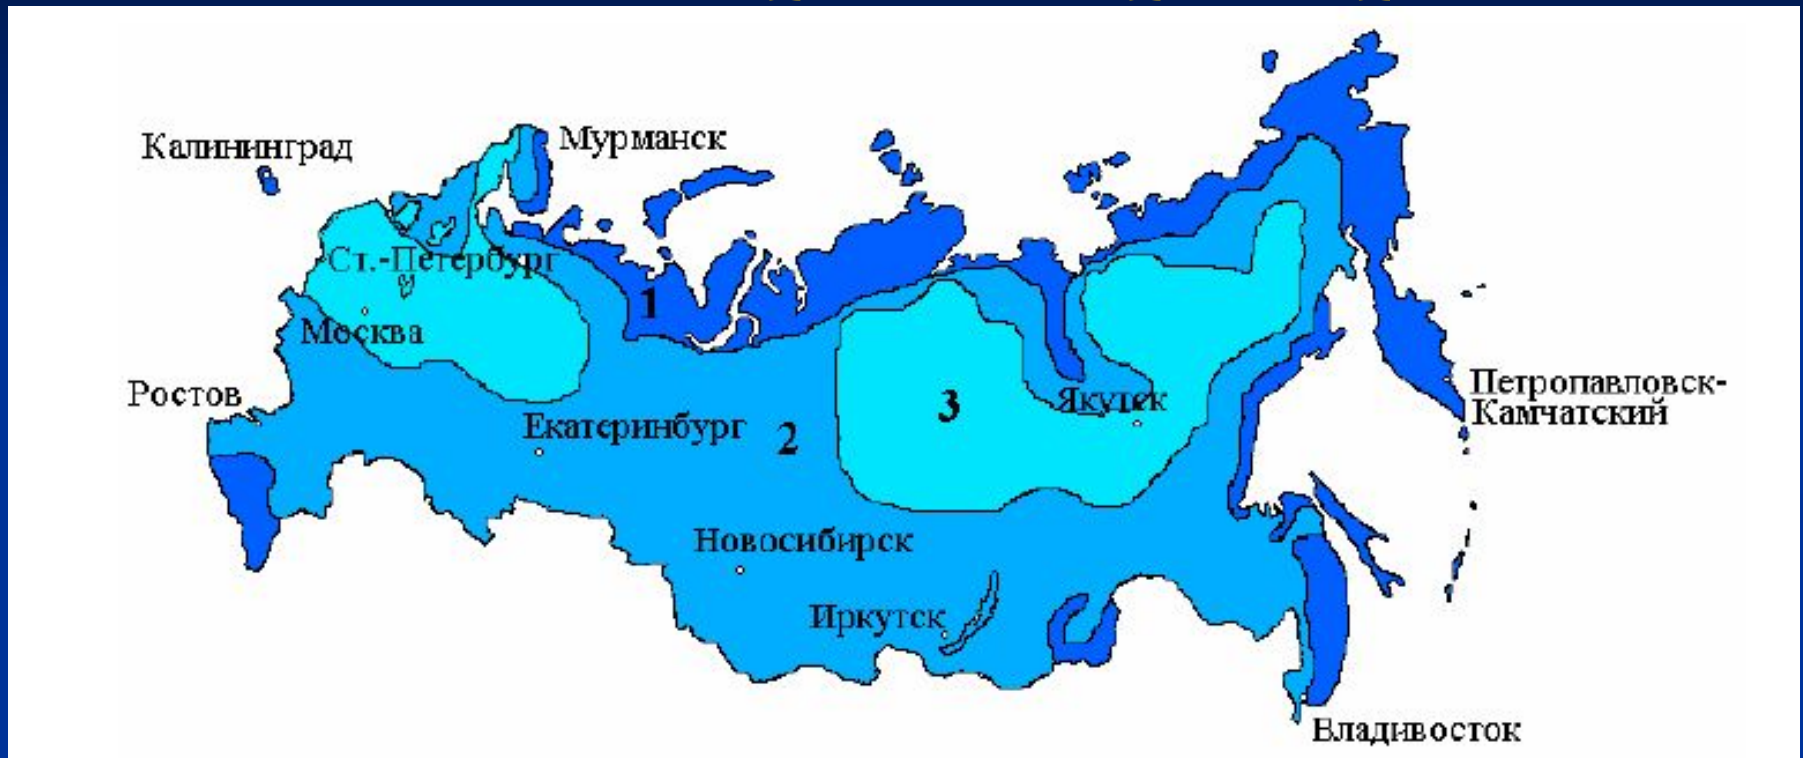 Калининград
Мурманск
Ст.-Петербург
1
Москва
Ростов
Якутск
3
Петропавловск-
Камчатский
Екатеринбург
2
Новосибирск
Иркутск
Владивосток